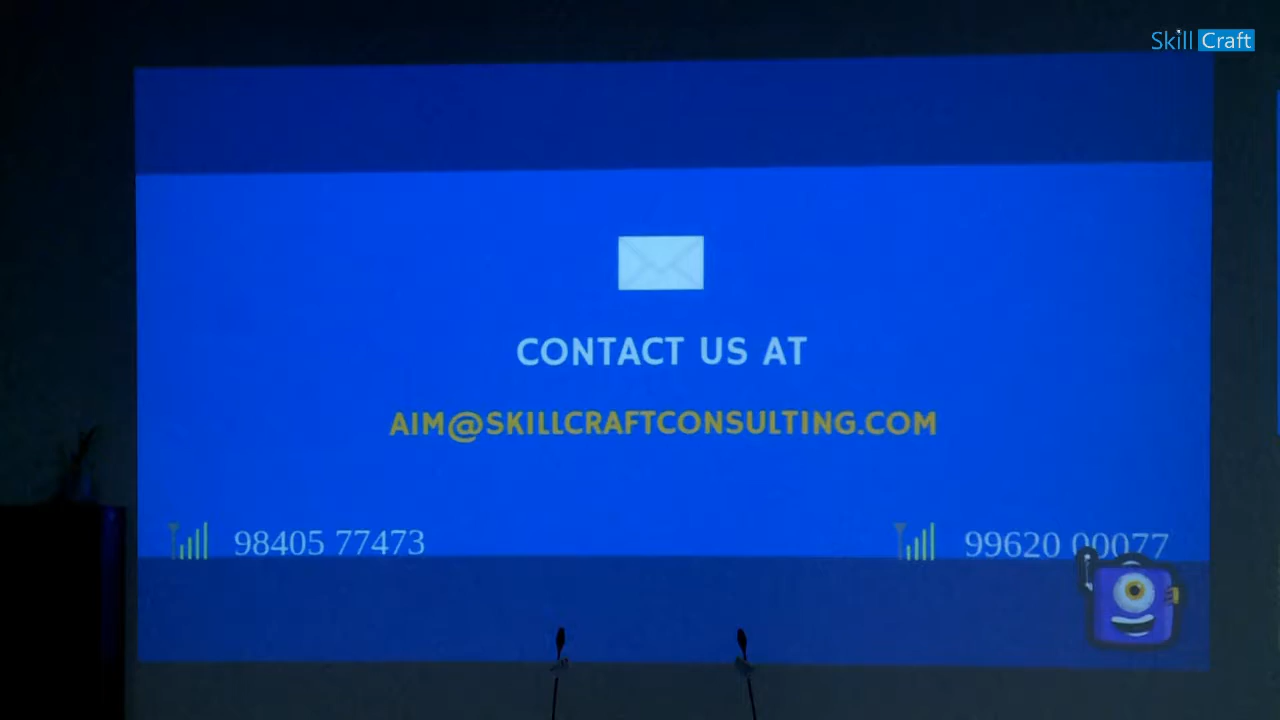 Skill Craft
CONTACT US AT
AIM@SKILLCRAFTCONSULTING.COM
98405 77473
99620 00077